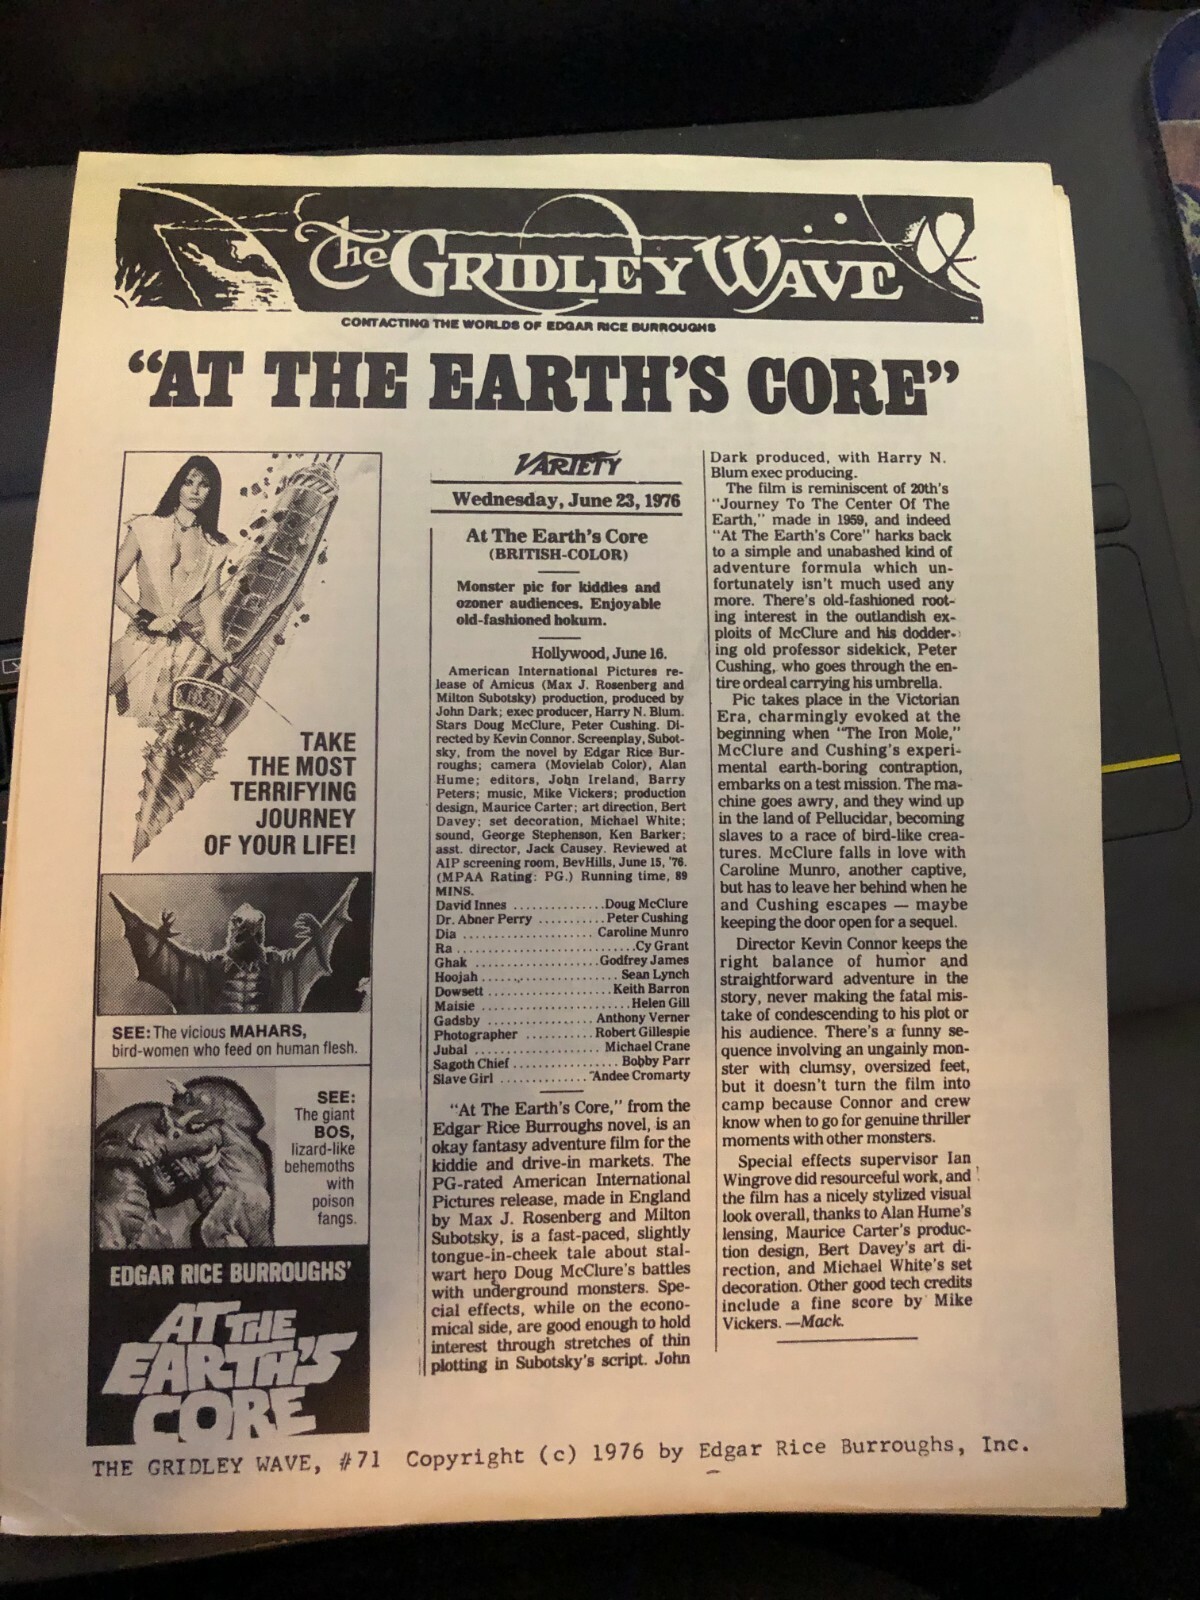 The GRIDLEY WAVE
CONTACTING THE WORLDS OF EDGAR RICE BURROUGHS
“AT THE EARTH’S CORE”
TAKE
THE MOST
TERRIFYING
JOURNEY
OF YOUR LIFE!
SEE: The vicious MAHARS,
bird-women who feed on human flesh.
SEE:
The giant
BOS,
lizard-like
behemoths
with
poison
fangs.
EDGAR RICE BURROUGHS’
AT THE
EARTH’S
CORE
VARIETY
Wednesday, June 23, 1976
At The Earth’s Core
(BRITISH-COLOR)
Monster pic for kiddies and
ozoner audiences. Enjoyable
old-fashioned hokum.
Hollywood, June 16.
American International Pictures re-
lease of Amicus (Max J. Rosenberg and
Milton Subotsky) production, produced by
John Dark; exec producer, Harry N. Blum.
Stars Doug McClure, Peter Cushing. Di-
rected by Kevin Connor. Screenplay, Subot-
sky, from the novel by Edgar Rice Bur-
roughs; camera (Movielab Color), Alan
Hume; editors, John Ireland, Barry
Peters; music, Mike Vickers; production
design, Maurice Carter; art direction, Bert
Davey; set decoration, Michael White;
sound, George Stephenson, Ken Barker;
asst. director, Jack Causey. Reviewed at
AIP screening room, BevHills, June 15, ’76.
(MPAA Rating: PG.) Running time, 89
MINS.
David Innes .............Doug McClure
Dr. Abner Perry .......... Peter Cushing
Dia ................... Caroline Munro
Ra .........................Cy Grant
Ghak .................. Godfrey James
Hoojah .................... Sean Lynch
Dowsett ................... Keith Barron
Maisie ......................Helen Gill
Gadsby ............... Anthony Verner
Photographer .......... Robert Gillespie
Jubal .................. Michael Crane
Sagoth Chief ............... Bobby Parr
Slave Girl ............. Andee Cromarty
“At The Earth’s Core,” from the
Edgar Rice Burroughs novel, is an
okay fantasy adventure film for the
kiddie and drive-in markets. The
PG-rated American International
Pictures release, made in England
by Max J. Rosenberg and Milton
Subotsky, is a fast-paced, slightly
tongue-in-cheek tale about stal-
wart hero Doug McClure’s battles
with underground monsters. Spe-
cial effects, while on the econo-
mical side, are good enough to hold
interest through stretches of thin
plotting in Subotsky’s script. John
Dark produced, with Harry N.
Blum exec producing.
The film is reminiscent of 20th’s
“Journey To The Center Of The
Earth,” made in 1959, and indeed
“At The Earth’s Core” harks back
to a simple and unabashed kind of
adventure formula which un-
fortunately isn’t much used any
more. There’s old-fashioned root-
ing interest in the outlandish ex-
ploits of McClure and his dodder-
ing old professor sidekick, Peter
Cushing, who goes through the en-
tire ordeal carrying his umbrella.
Pic takes place in the Victorian
Era, charmingly evoked at the
beginning when “The Iron Mole,”
McClure and Cushing’s experi-
mental earth-boring contraption,
embarks on a test mission. The ma-
chine goes awry, and they wind up
in the land of Pellucidar, becoming
slaves to a race of bird-like crea-
tures. McClure falls in love with
Caroline Munro, another captive,
but has to leave her behind when he
and Cushing escapes — maybe
keeping the door open for a sequel.
Director Kevin Connor keeps the
right balance of humor and
straightforward adventure in the
story, never making the fatal mis-
take of condescending to his plot or
his audience. There’s a funny se-
quence involving an ungainly mon-
ster with clumsy, oversized feet,
but it doesn’t turn the film into
camp because Connor and crew
know when to go for genuine thriller
moments with other monsters.
Special effects supervisor Ian
Wingrove did resourceful work, and
the film has a nicely stylized visual
look overall, thanks to Alan Hume’s
lensing, Maurice Carter’s produc-
tion design, Bert Davey’s art di-
rection, and Michael White’s set
decoration. Other good tech credits
include a fine score by Mike
Vickers. —Mack.
THE GRIDLEY WAVE, #71 Copyright (c) 1976 by Edgar Rice Burroughs, Inc.